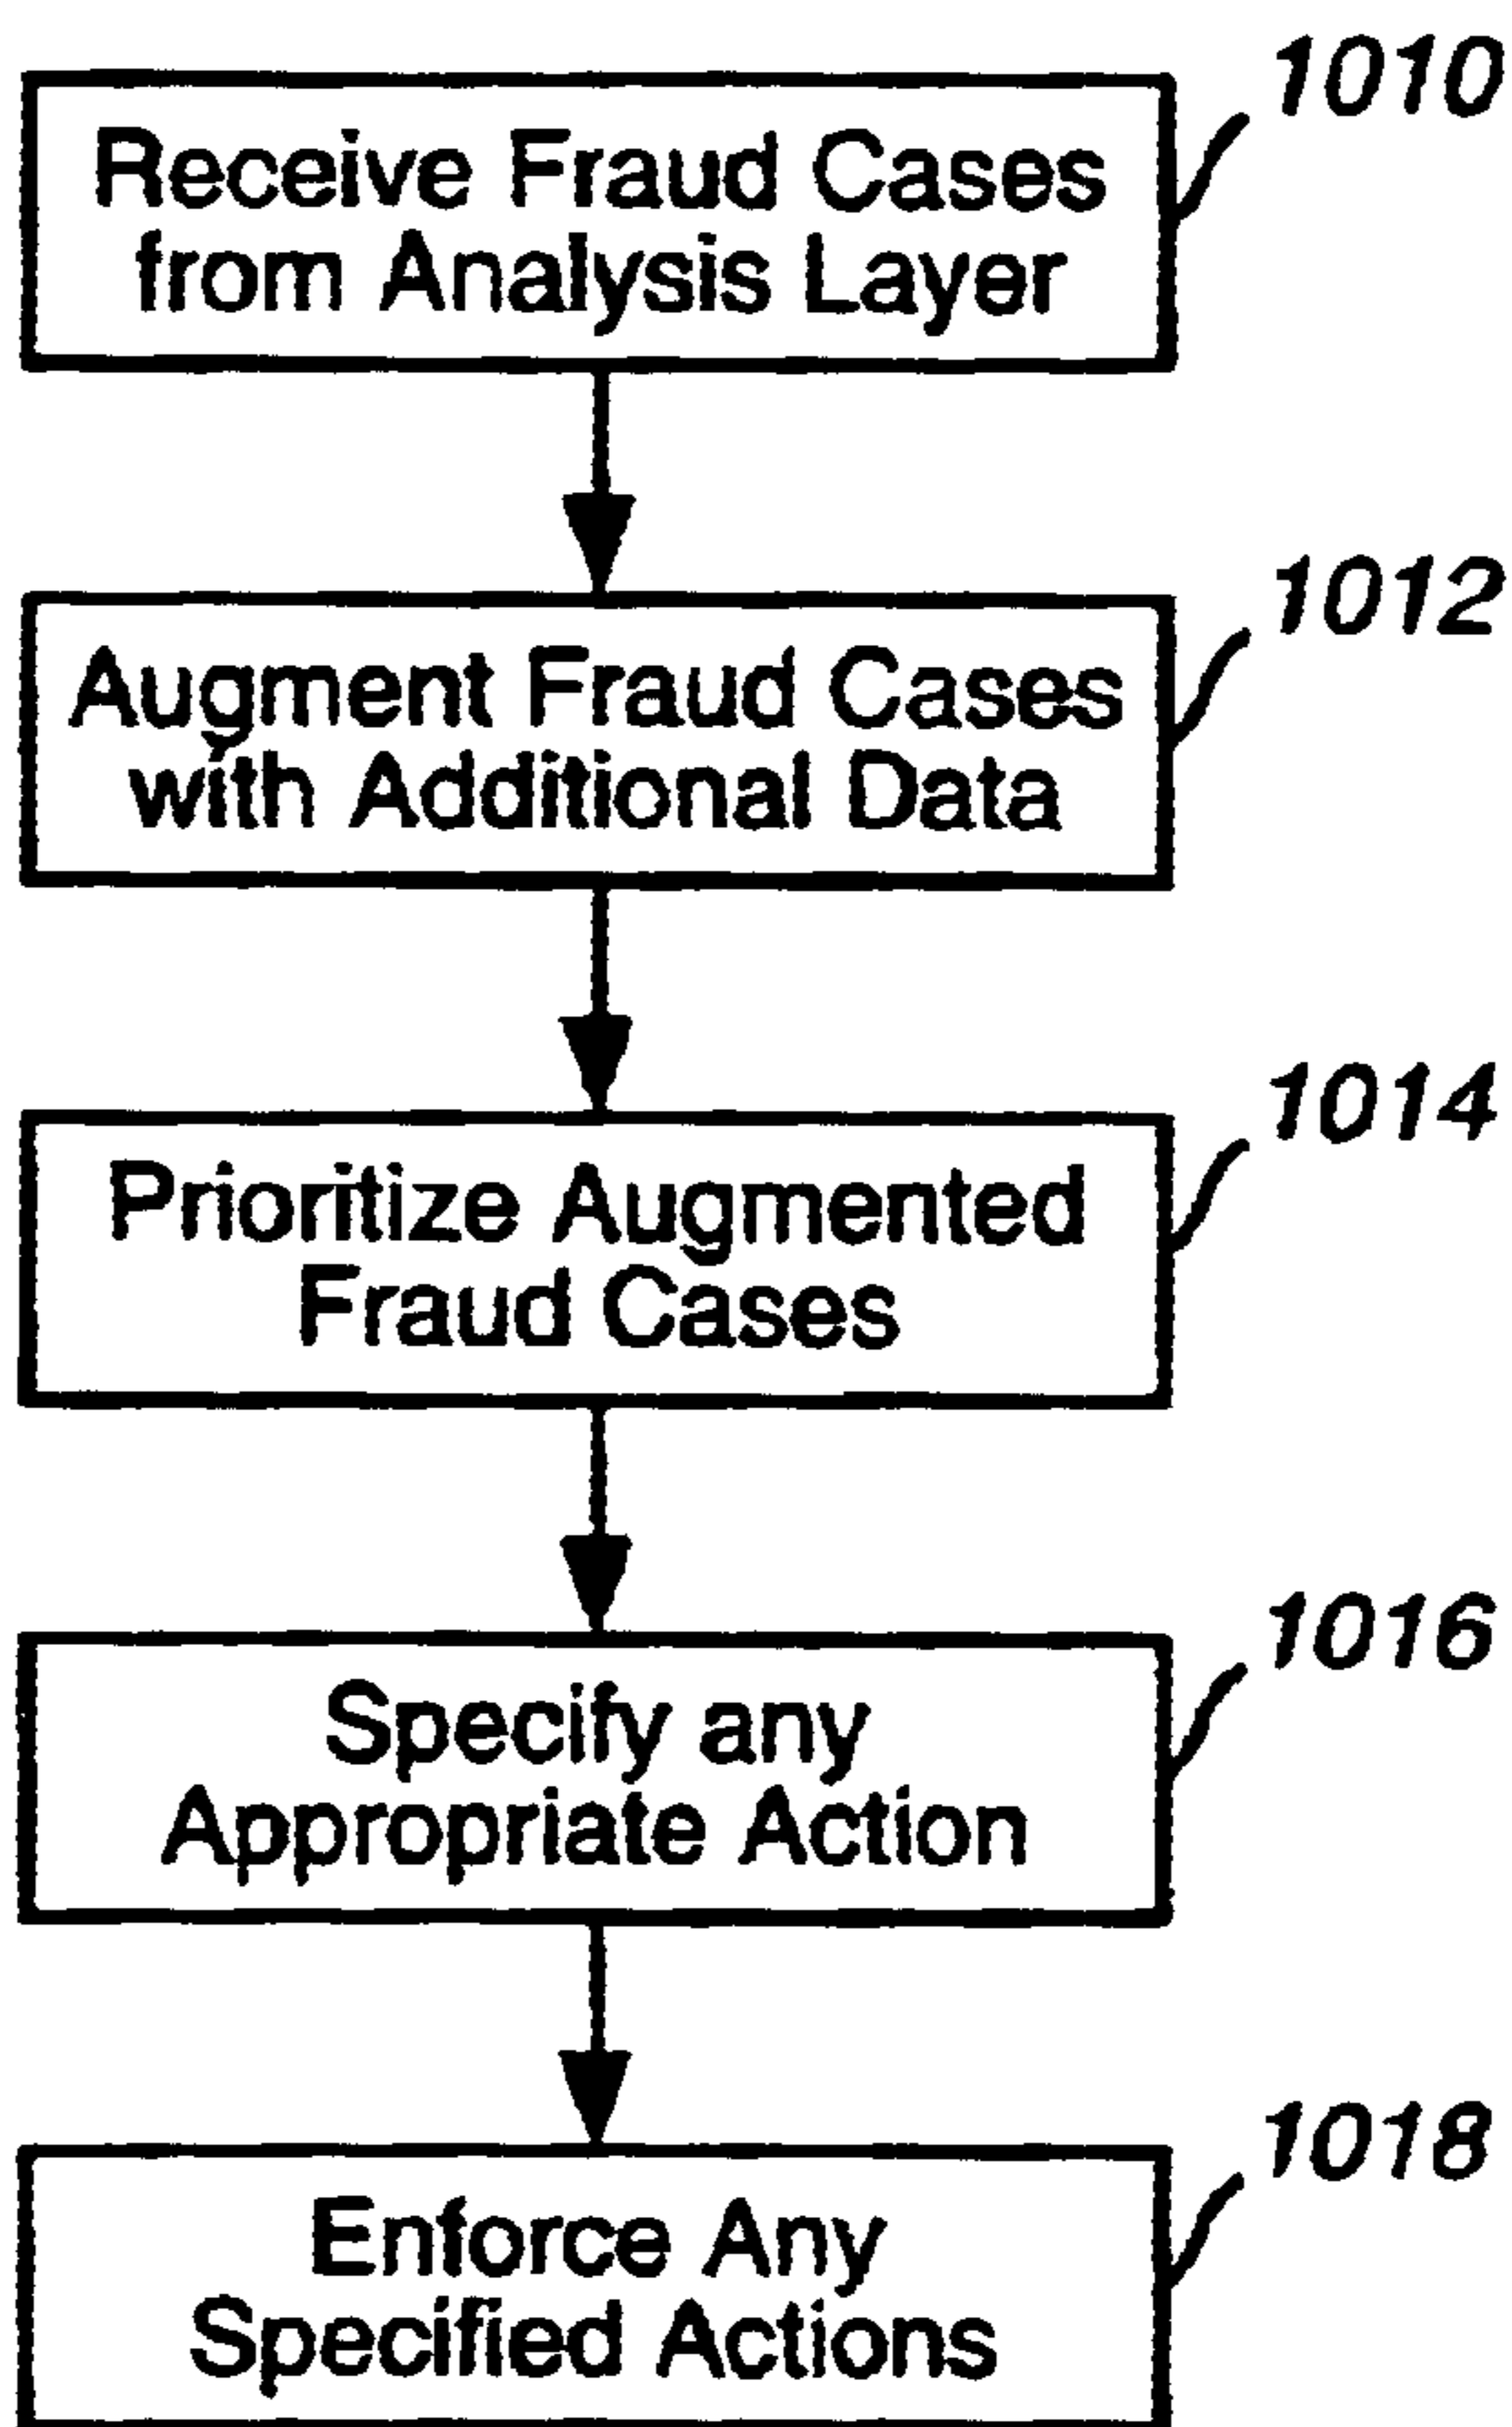 1010
Receive Fraud Cases
from Analysis Layer
1012
Augment Fraud Cases
with Additional Data
1014
Prioritize Augmented
Fraud Cases
1016
Specify any
Appropriate Action
1018
Enforce Any
Specified Actions